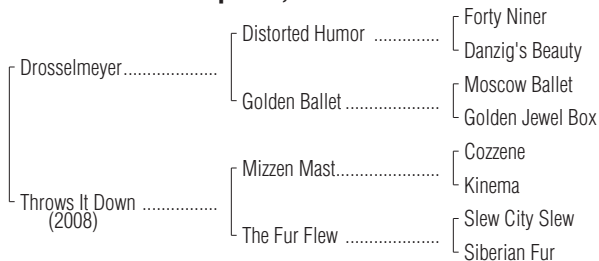 Forty Niner
Distorted Humor ..............
Danzig's Beauty
Drosselmeyer....................
Moscow Ballet
Golden Ballet ....................
Golden Jewel Box
Cozzene
Mizzen Mast......................
Kinema
Throws It Down ................
(2008)
Slew City Slew
The Fur Flew ....................
Siberian Fur